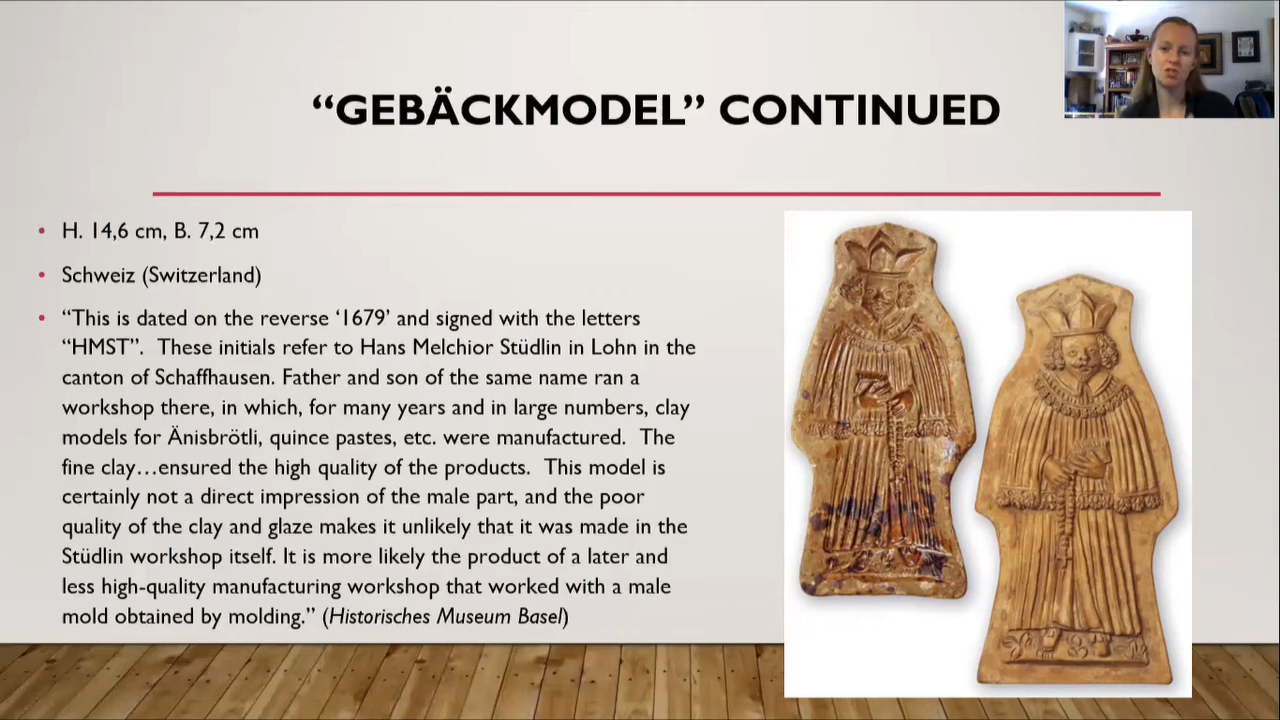 “GEBÄCKMODEL” CONTINUED
• H. 14,6 cm, B. 7,2 cm
• Schweiz (Switzerland)
• “This is dated on the reverse ‘1679’ and signed with the letters
“HMST”. These initials refer to Hans Melchior Stüdlin in Lohn in the
canton of Schaffhausen. Father and son of the same name ran a
workshop there, in which, for many years and in large numbers, clay
models for Änisbrötli, quince pastes, etc. were manufactured. The
fine clay…ensured the high quality of the products. This model is
certainly not a direct impression of the male part, and the poor
quality of the clay and glaze makes it unlikely that it was made in the
Stüdlin workshop itself. It is more likely the product of a later and
less high-quality manufacturing workshop that worked with a male
mold obtained by molding.” (Historisches Museum Basel)